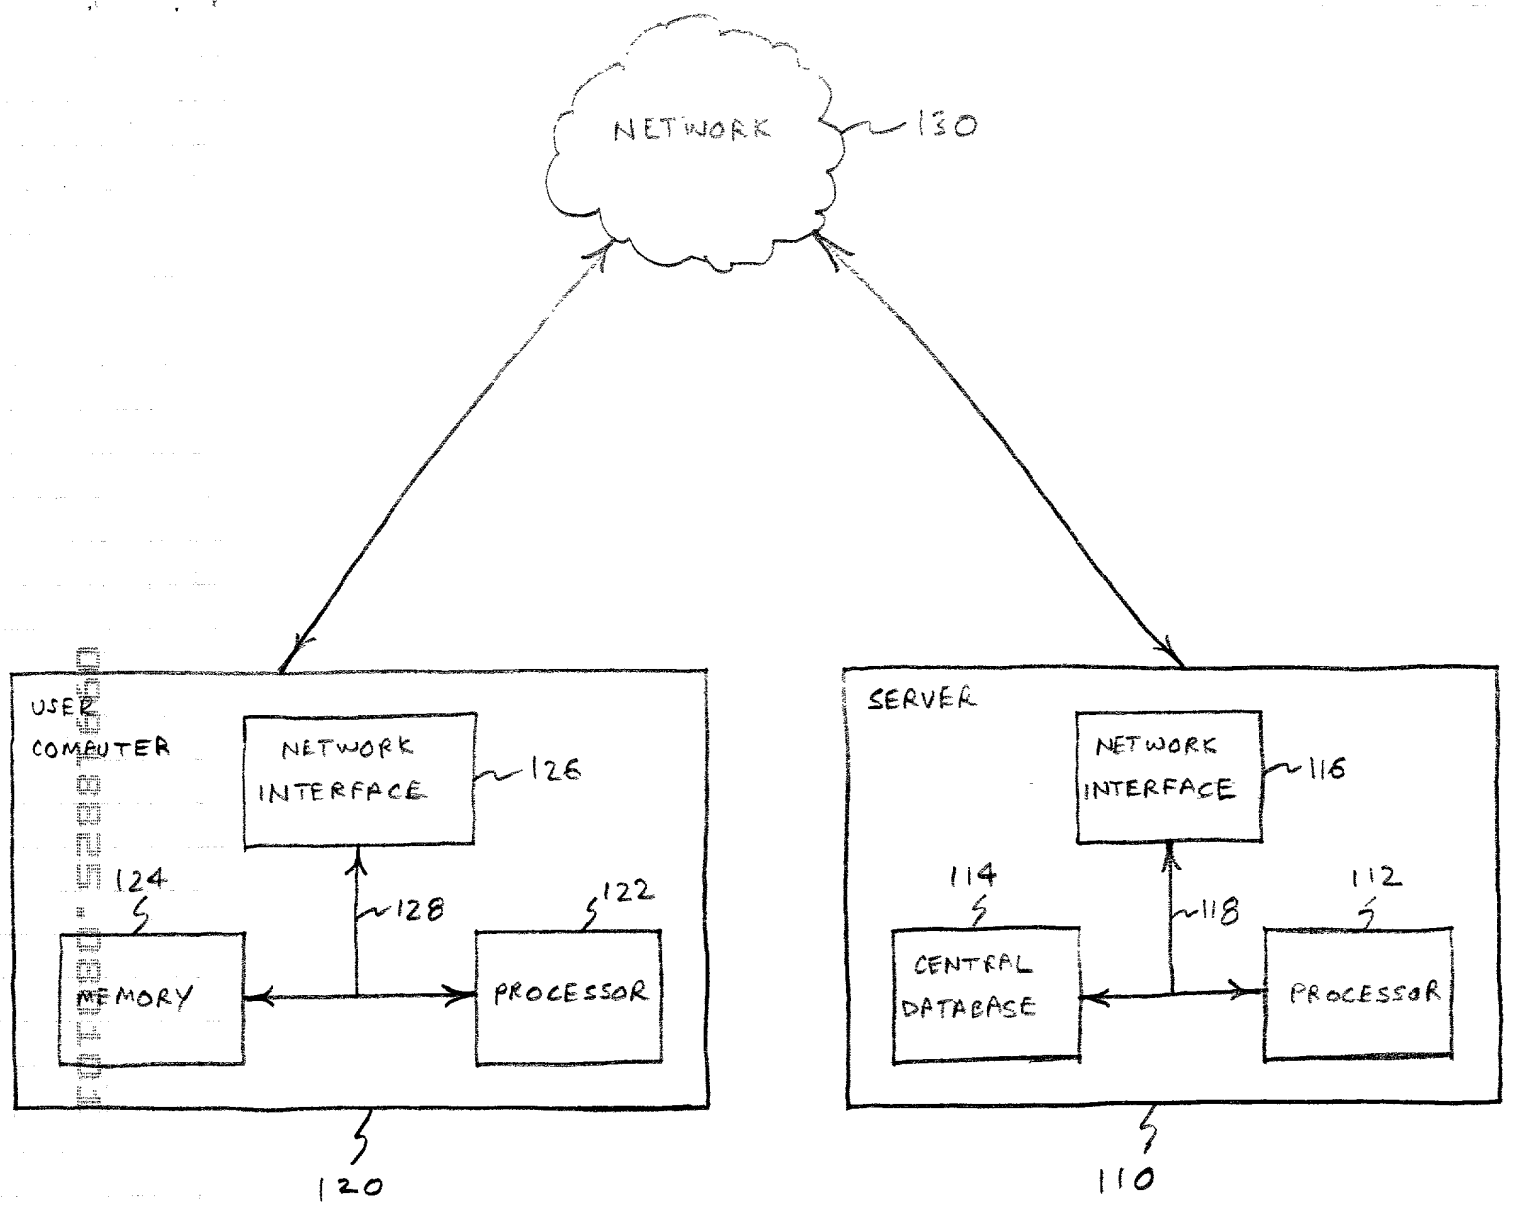 NETWORK
130
USER
COMPUTER
NETWORK
INTERFACE
126
124
128
122
MEMORY
PROCESSOR
120
SERVER
NETWORK
INTERFACE
116
114
118
112
CENTRAL
DATABASE
PROCESSOR
110